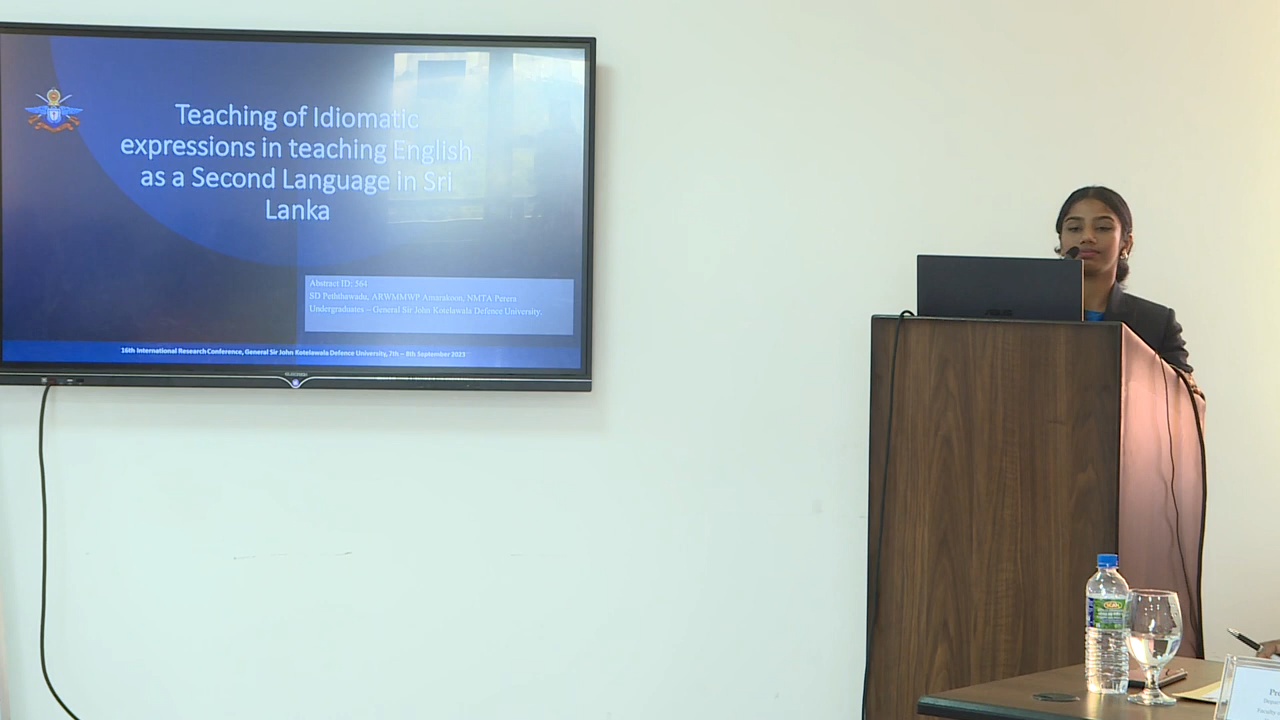 Teaching of Idiomatic
expressions in teaching English
as a Second Language in Sri
Lanka
Abstract ID: 564
SD Peththawadu, ARWMMWP Amarakoon, NMTA Perera
Undergraduates – General Sir John Kotelawala Defence University.
16th International Research Conference, General Sir John Kotelawala Defence University, 7th – 8th September 2023
ASUS